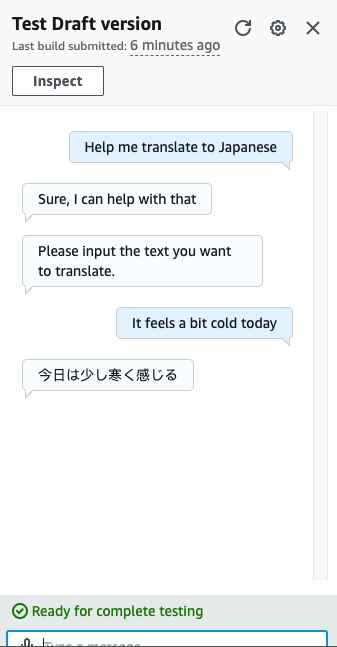 Test Draft version
Last build submitted: 6 minutes ago
Inspect
Help me translate to Japanese
Sure, I can help with that
Please input the text you want
to translate.
It feels a bit cold today
今日は少し寒く感じる
Ready for complete testing
Type a message